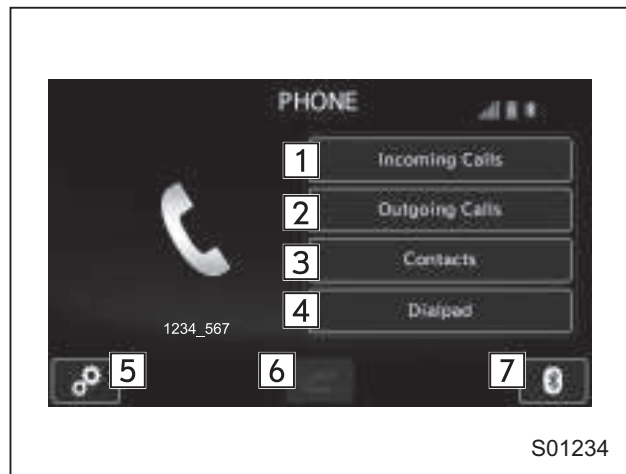 PHONE
1 Incoming Calls
2 Outgoing Calls
3 Contacts
4 Dialpad
1234_567
5 6 7
S01234